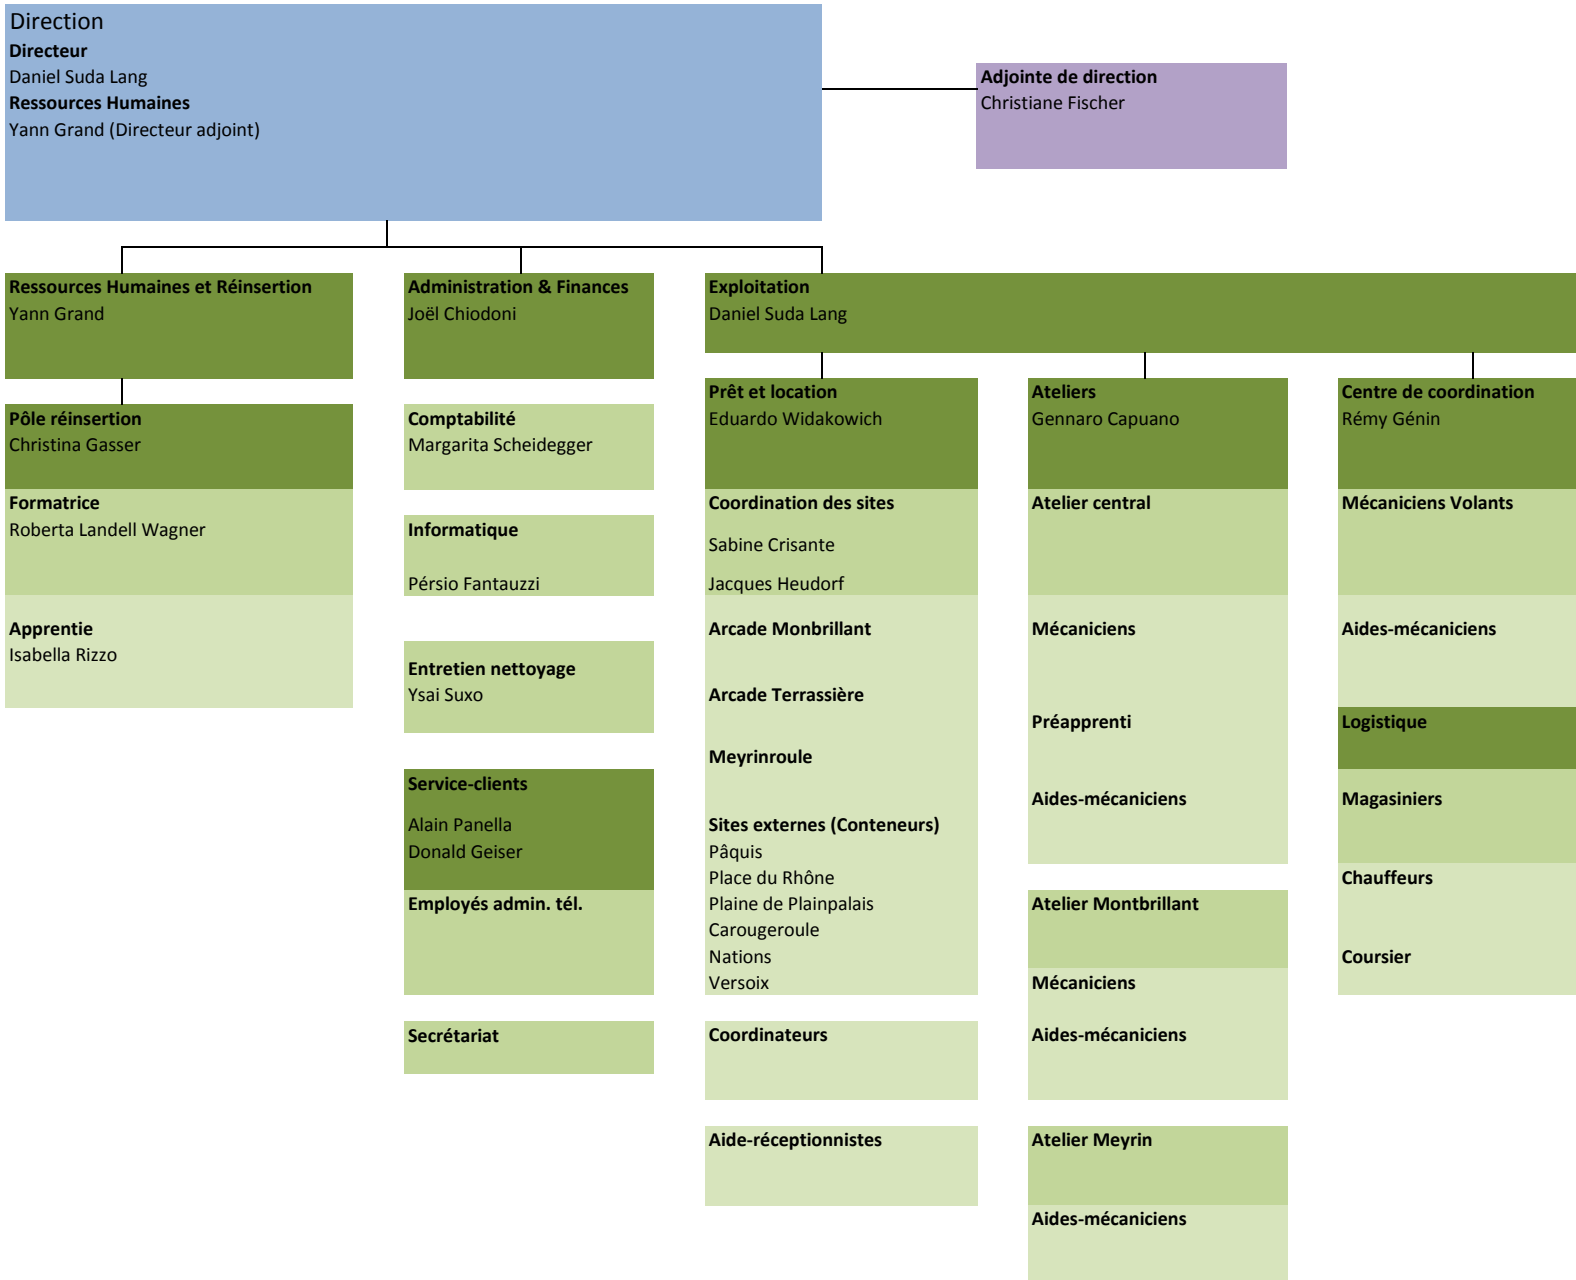 Direction
Directeur
Daniel Suda Lang
Ressources Humaines
Yann Grand (Directeur adjoint)
Adjointe de direction
Christiane Fischer
Ressources Humaines et Réinsertion
Yann Grand
Pôle réinsertion
Christina Gasser
Formatrice
Roberta Landell Wagner
Apprentie
Isabella Rizzo
Administration & Finances
Joël Chiodoni
Comptabilité
Margarita Scheidegger
Informatique
Pérsio Fantauzzi
Entretien nettoyage
Ysai Suxo
Service-clients
Alain Panella
Donald Geiser
Employés admin. tél.
Secrétariat
Exploitation
Daniel Suda Lang
Prêt et location
Eduardo Widakowich
Coordination des sites
Sabine Crisante
Jacques Heudorf
Arcade Monbrillant
Arcade Terrassière
Meyrinroule
Sites externes (Conteneurs)
Pâquis
Place du Rhône
Plaine de Plainpalais
Carougeroule
Nations
Versoix
Coordinateurs
Aide-réceptionnistes
Ateliers
Gennaro Capuano
Atelier central
Mécaniciens
Préapprenti
Aides-mécaniciens
Atelier Montbrillant
Mécaniciens
Aides-mécaniciens
Atelier Meyrin
Aides-mécaniciens
Centre de coordination
Rémy Génin
Mécaniciens Volants
Aides-mécaniciens
Logistique
Magasiniers
Chauffeurs
Coursier